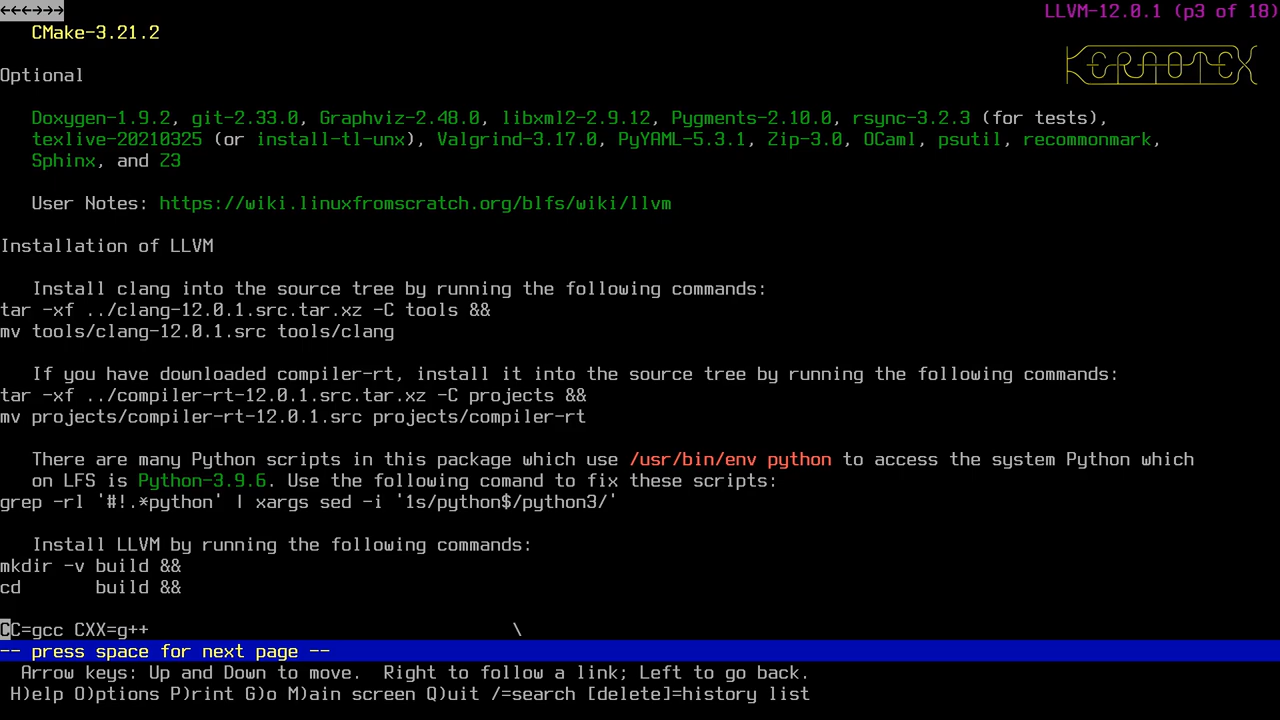 ←←←→→→ LLVM-12.0.1 (p3 of 18)
CMake-3.21.2
KERAOTEX
Optional
Doxygen-1.9.2, git-2.33.0, Graphviz-2.48.0, libxml2-2.9.12, Pygments-2.10.0, rsync-3.2.3 (for tests),
texlive-20210325 (or install-tl-unx), Valgrind-3.17.0, PyYAML-5.3.1, Zip-3.0, OCaml, psutil, recommonmark,
Sphinx, and Z3
User Notes: https://wiki.linuxfromscratch.org/blfs/wiki/llvm
Installation of LLVM
Install clang into the source tree by running the following commands:
tar -xf ../clang-12.0.1.src.tar.xz -C tools &&
mv tools/clang-12.0.1.src tools/clang
If you have downloaded compiler-rt, install it into the source tree by running the following commands:
tar -xf ../compiler-rt-12.0.1.src.tar.xz -C projects &&
mv projects/compiler-rt-12.0.1.src projects/compiler-rt
There are many Python scripts in this package which use /usr/bin/env python to access the system Python which
on LFS is Python-3.9.6. Use the following comand to fix these scripts:
grep -rl '#!.*python' | xargs sed -i '1s/python$/python3/'
Install LLVM by running the following commands:
mkdir -v build &&
cd       build &&
CC=gcc CXX=g++ \
-- press space for next page --
Arrow keys: Up and Down to move.  Right to follow a link; Left to go back.
H)elp O)ptions P)rint G)o M)ain screen Q)uit /=search [delete]=history list